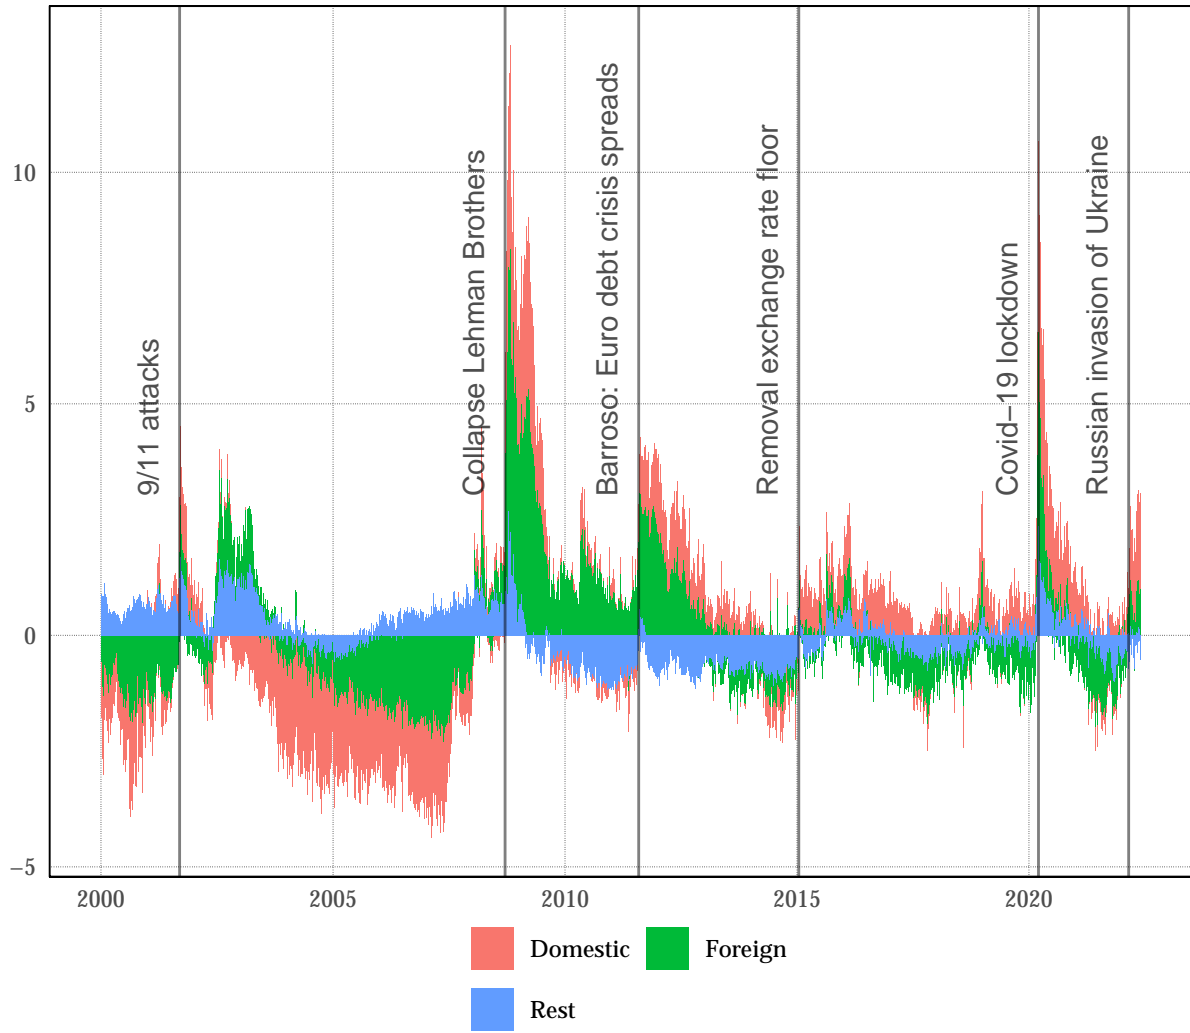 10
5
0
−5
9/11 attacks
Collapse Lehman Brothers
Barroso: Euro debt crisis spreads
Removal exchange rate floor
Covid−19 lockdown
Russian invasion of Ukraine
2000 2005 2010 2015 2020
Domestic Foreign
Rest